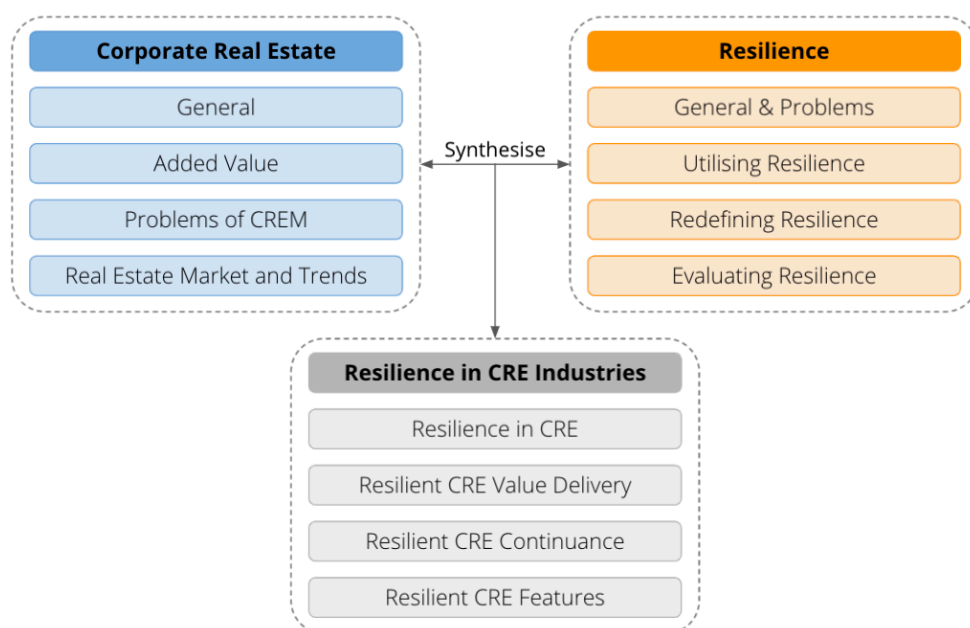 Corporate Real Estate
General
Added Value
Problems of CREM
Real Estate Market and Trends
Synthesise
Resilience
General & Problems
Utilising Resilience
Redefining Resilience
Evaluating Resilience
Resilience in CRE Industries
Resilience in CRE
Resilient CRE Value Delivery
Resilient CRE Continuance
Resilient CRE Features